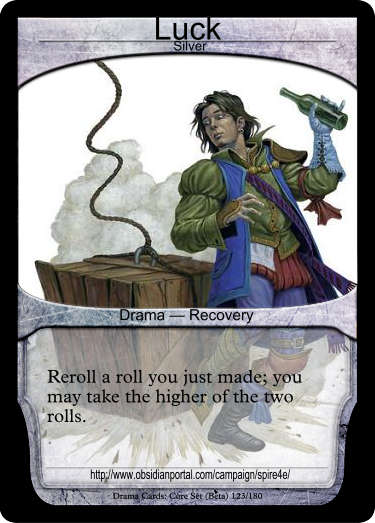 Luck
Silver
Drama — Recovery
Reroll a roll you just made; you
may take the higher of the two
rolls.
http://www.obsidianportal.com/campaign/spire4e/
Drama Cards: Core Set (Beta) 123/180